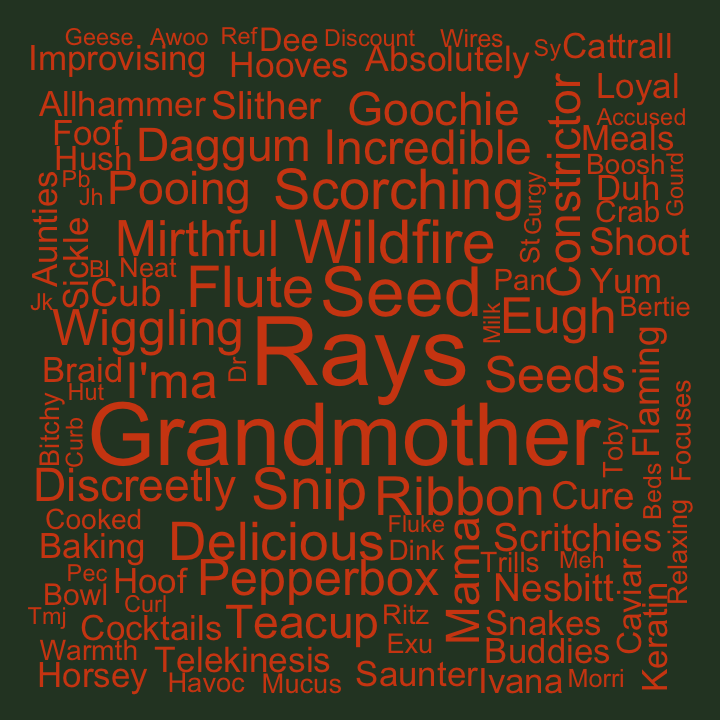 Geese Awoo Ref Dee Discount Wires Sy Cattrall
Improvising Hooves Absolutely Loyal
Allhammer Slither Goochie Constrictor Accused
Foof Daggum Incredible Meals
Hush Boosh Gourd
Pb Jh Pooing Scorching Gurgy Duh
Aunties Sickle Crab
Mirthful Wildfire St Shoot
Bl Neat Pan Yum
Jk Cub Flute Seed Milk Eugh Bertie
Wiggling Rays Flaming
Braid I'ma Dr Seeds Focuses
Hut
Bitchy Curb Grandmother Toby
Discreetly Snip Ribbon Cure Beds
Cooked Fluke Relaxing
Baking Delicious Dink Mama Scritchies
Trills Meh
Pec Hoof Pepperbox Nesbitt Caviar Keratin
Bowl Curl
Tmj Cocktails Teacup Ritz Snakes
Warmth Exu Buddies
Telekinesis
Horsey Havoc Mucus Saunter Ivana Morri